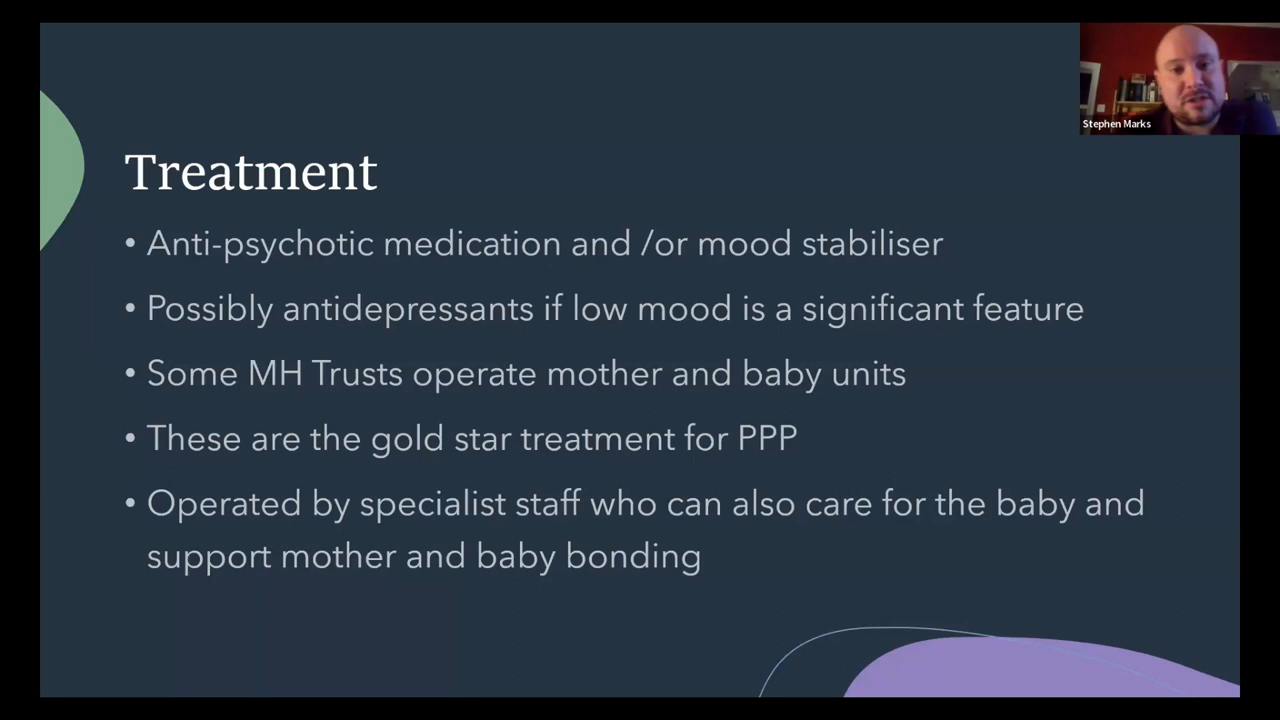 Stephen Marks
Treatment
• Anti-psychotic medication and /or mood stabiliser
• Possibly antidepressants if low mood is a significant feature
• Some MH Trusts operate mother and baby units
• These are the gold star treatment for PPP
• Operated by specialist staff who can also care for the baby and
support mother and baby bonding